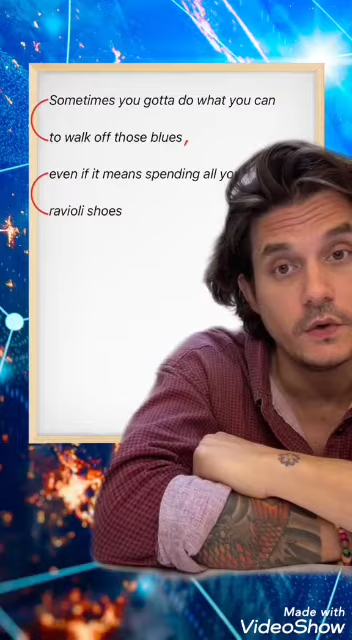 Sometimes you gotta do what you can
to walk off those blues,
even if it means spending all
ravioli shoes
Made with
VideoShow